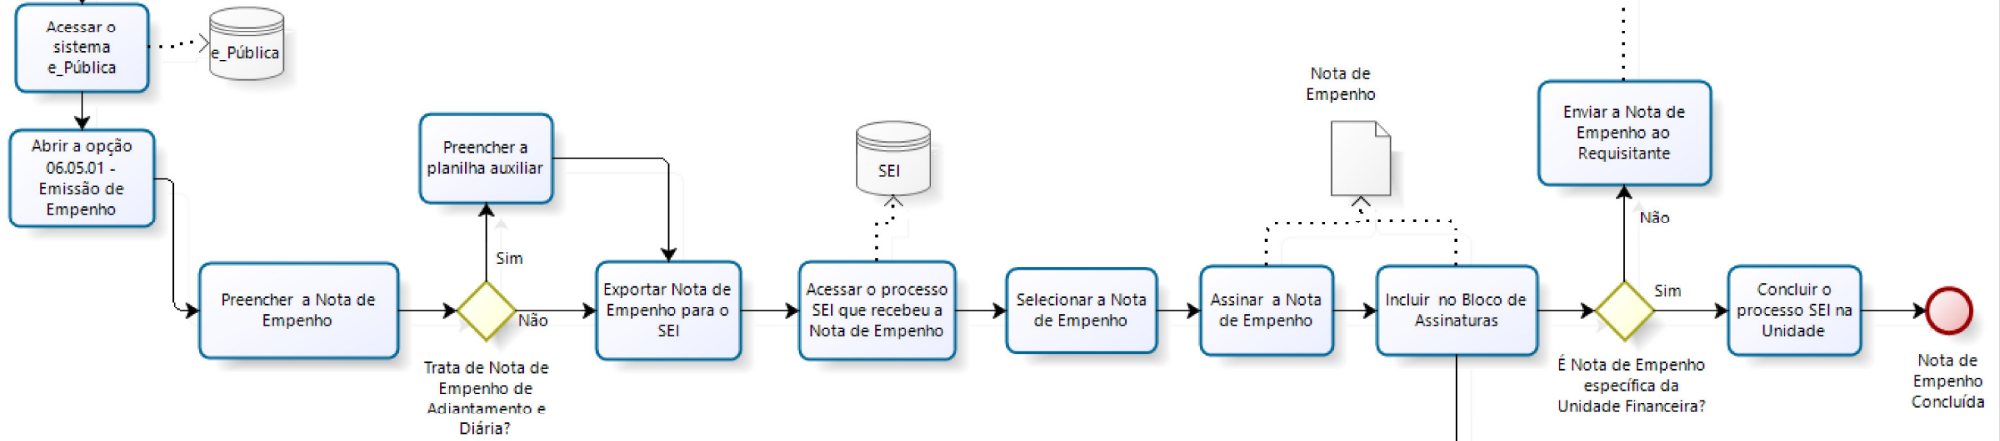 Acessar o
sistema
e_Pública
e_Pública
Abrir a opção
06.05.01 -
Emissão de
Empenho
Preencher a Nota de
Empenho
Preencher a
planilha auxiliar
Sim
Não
Trata de Nota de
Empenho de
Adiantamento e
Diária?
Exportar Nota de
Empenho para o
SEI
SEI
Acessar o processo
SEI que recebeu a
Nota de Empenho
Selecionar a Nota
de Empenho
Nota de
Empenho
Assinar a Nota
de Empenho
Incluir no Bloco de
Assinaturas
Enviar a Nota de
Empenho ao
Requisitante
Não
Sim
É Nota de Empenho
específica da
Unidade Financeira?
Concluir o
processo SEI na
Unidade
Nota de
Empenho
Concluída